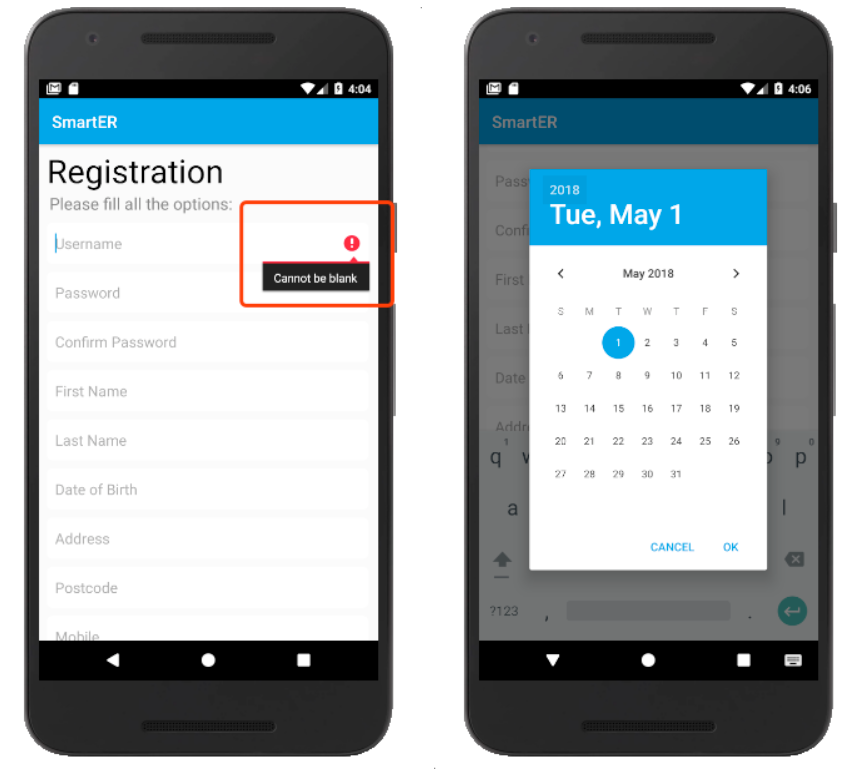 4:04
SmartER
Registration
Please fill all the options:
Username
Cannot be blank
Password
Confirm Password
First Name
Last Name
Date of Birth
Address
Postcode
Mobile
4:06
SmartER
Pass
Confi
First
Last
Date
Addre
2018
Tue, May 1
May 2018
S M T W T F S
1 2 3 4 5
6 7 8 9 10 11 12
13 14 15 16 17 18 19
20 21 22 23 24 25 26
27 28 29 30 31
CANCEL OK
1 9 0
q w o p
a l
?123 , .